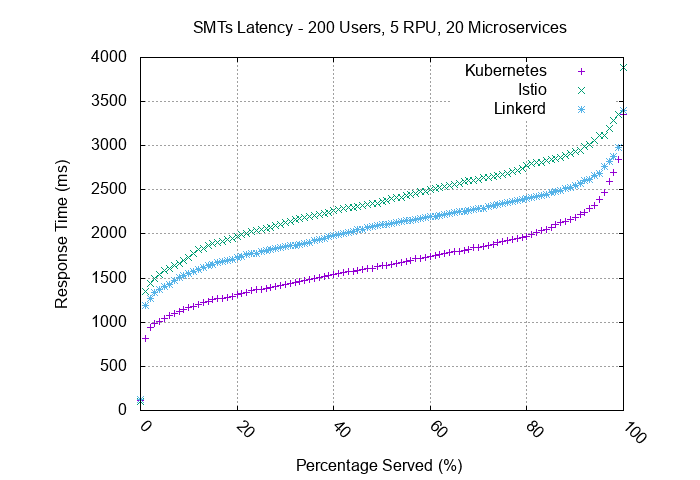 SMTs Latency - 200 Users, 5 RPU, 20 Microservices
4000
3500
3000
2500
2000
1500
1000
500
0
Response Time (ms)
Kubernetes
Istio
Linkerd
0
20
40
60
80
100
Percentage Served (%)